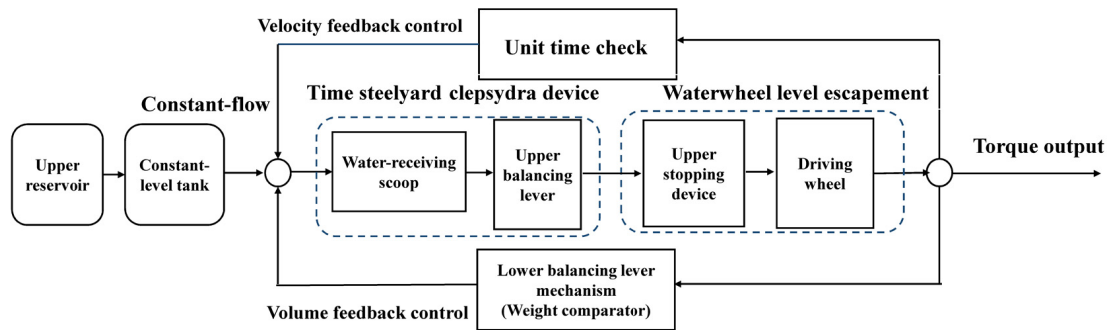 Velocity feedback control
Unit time check
Constant-flow
Time steelyard clepsydra device
Waterwheel level escapement
Upper
reservoir
Constant-
level tank
Water-receiving
scoop
Upper
balancing
lever
Upper
stopping
device
Driving
wheel
Torque output
Volume feedback control
Lower balancing lever
mechanism
(Weight comparator)